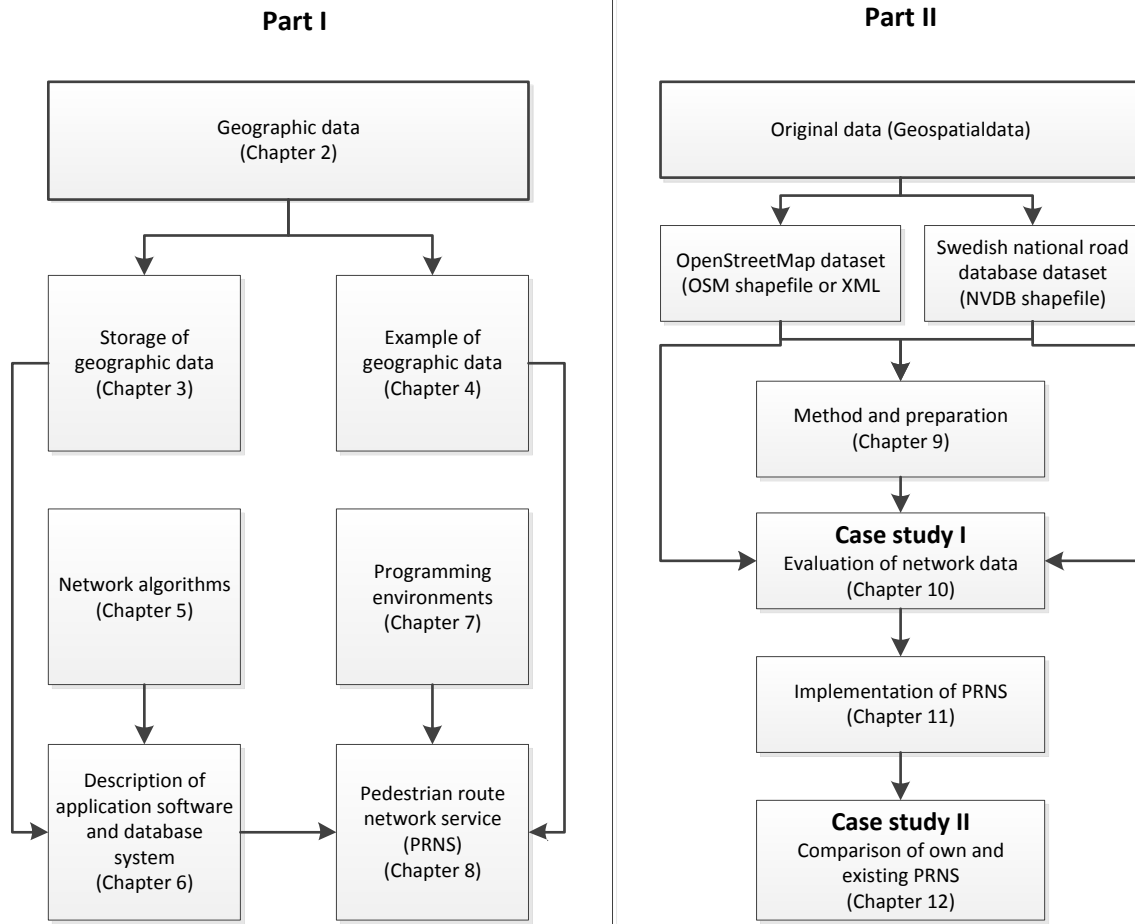 Part I
Geographic data
(Chapter 2)
Storage of
geographic data
(Chapter 3)
Example of
geographic data
(Chapter 4)
Network algorithms
(Chapter 5)
Programming
environments
(Chapter 7)
Description of
application software
and database
system
(Chapter 6)
Pedestrian route
network service
(PRNS)
(Chapter 8)
Part II
Original data (Geospatialdata)
OpenStreetMap dataset
(OSM shapefile or XML
Swedish national road
database dataset
(NVDB shapefile)
Method and preparation
(Chapter 9)
Case study I
Evaluation of network data
(Chapter 10)
Implementation of PRNS
(Chapter 11)
Case study II
Comparison of own and
existing PRNS
(Chapter 12)